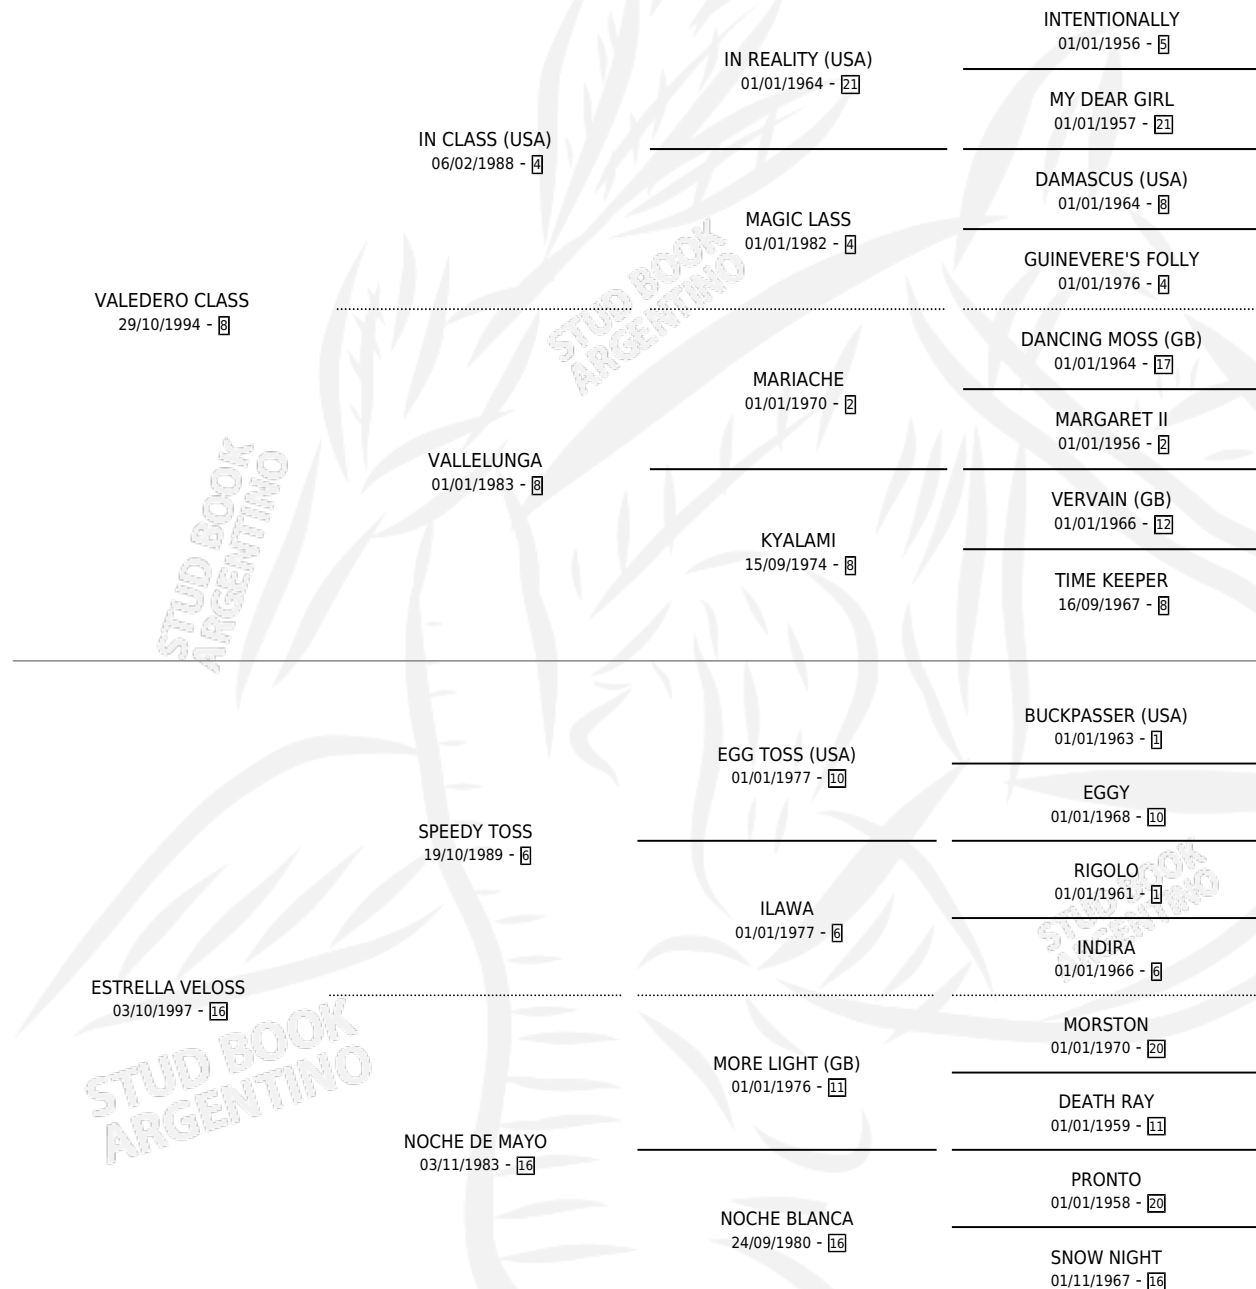 INTENTIONALLY
01/01/1956 - 5
IN REALITY (USA)
01/01/1964 - 21
MY DEAR GIRL
01/01/1957 - 21
IN CLASS (USA)
06/02/1988 - 4
DAMASCUS (USA)
01/01/1964 - 8
MAGIC LASS
01/01/1982 - 4
GUINEVERE'S FOLLY
01/01/1976 - 4
VALEDERO CLASS
29/10/1994 - 8
DANCING MOSS (GB)
01/01/1964 - 17
MARIACHE
01/01/1970 - 2
MARGARET II
01/01/1956 - 2
VALLELUNGA
01/01/1983 - 8
VERVAIN (GB)
01/01/1966 - 12
KYALAMI
15/09/1974 - 8
TIME KEEPER
16/09/1967 - 8
BUCKPASSER (USA)
01/01/1963 - 1
EGG TOSS (USA)
01/01/1977 - 10
EGGY
01/01/1968 - 10
SPEEDY TOSS
19/10/1989 - 6
RIGOLO
01/01/1961 - 1
ILAWA
01/01/1977 - 6
INDIRA
01/01/1966 - 6
ESTRELLA VELOSS
03/10/1997 - 16
MORSTON
01/01/1970 - 20
MORE LIGHT (GB)
01/01/1976 - 11
DEATH RAY
01/01/1959 - 11
NOCHE DE MAYO
03/11/1983 - 16
PRONTO
01/01/1958 - 20
NOCHE BLANCA
24/09/1980 - 16
SNOW NIGHT
01/11/1967 - 16
STUD BOOK
ARGENTINO
STUD BOOK
ARGENTINO
STUD BOOK
ARGENTINO
STUD BOOK
ARGENTINO